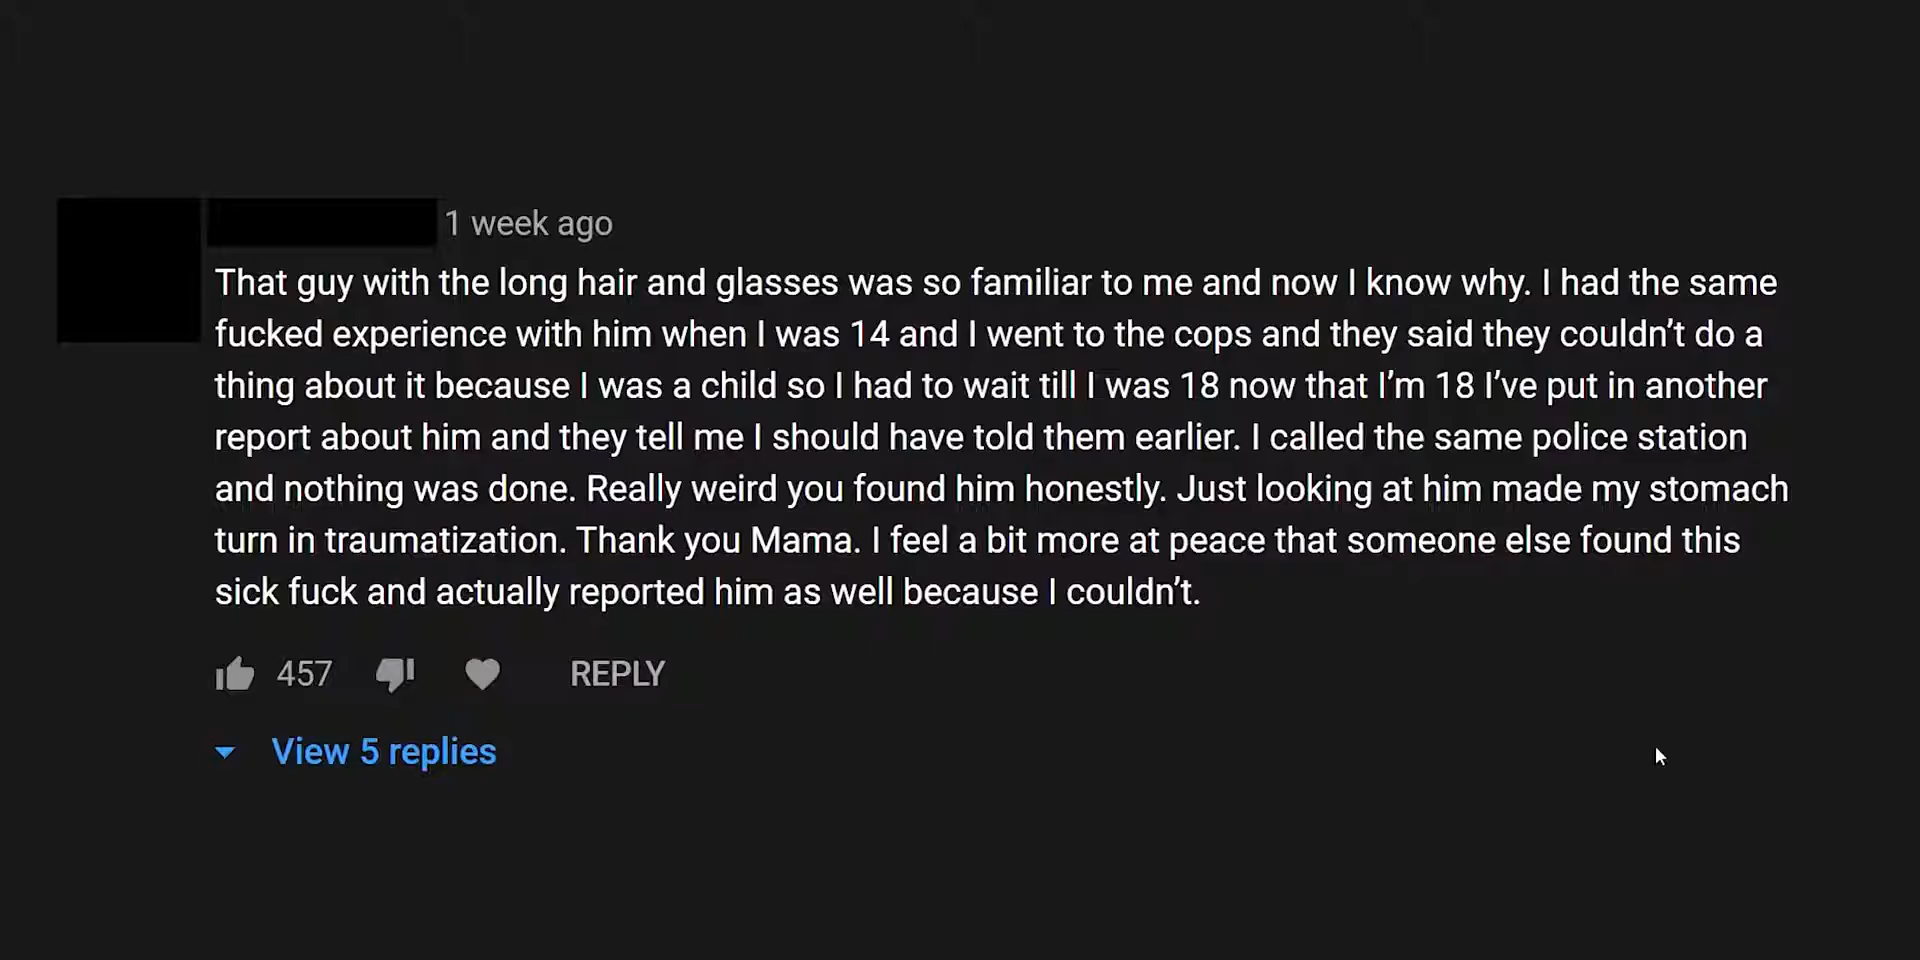 1 week ago
That guy with the long hair and glasses was so familiar to me and now I know why. I had the same
fucked experience with him when I was 14 and I went to the cops and they said they couldn’t do a
thing about it because I was a child so I had to wait till I was 18 now that I’m 18 I’ve put in another
report about him and they tell me I should have told them earlier. I called the same police station
and nothing was done. Really weird you found him honestly. Just looking at him made my stomach
turn in traumatization. Thank you Mama. I feel a bit more at peace that someone else found this
sick fuck and actually reported him as well because I couldn’t.
457 REPLY
View 5 replies